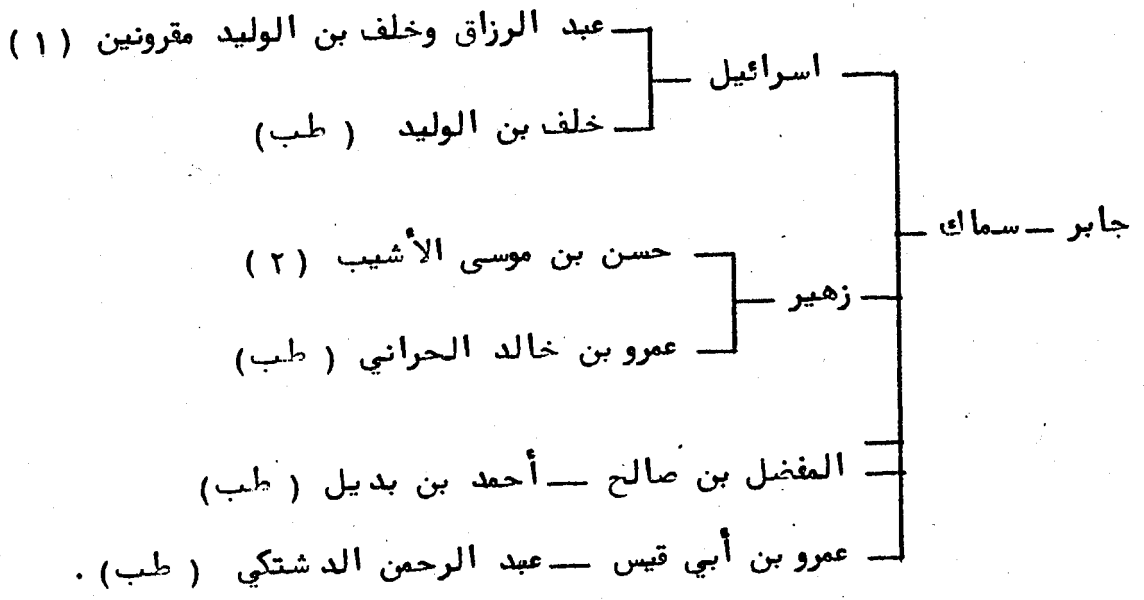 عبد الرزاق وخلف بن الوليد مقرونين (١)
اسرائيل
خلف بن الوليد (طب)
جابر — سماك
حسن بن موسى الأشيب (٢)
زهير
عمرو بن خالد الحراني (طب)
المفضل بن صالح — أحمد بن بديل (طب)
عمرو بن أبي قيس — عبد الرحمن الدشتكي (طب).